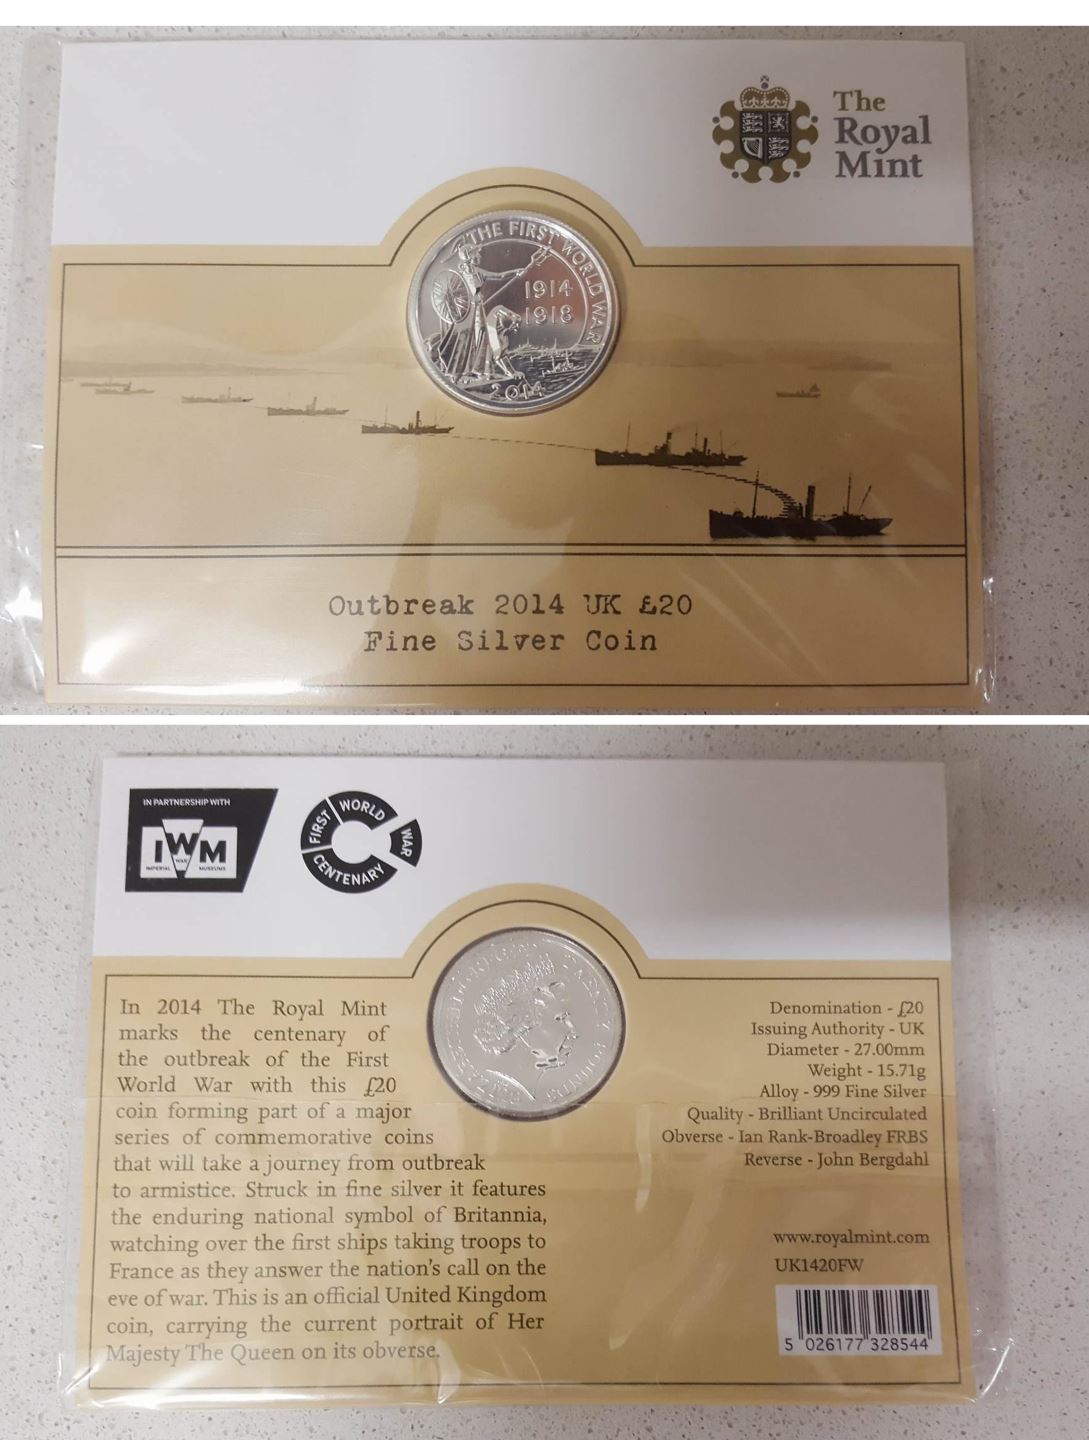 The
Royal
Mint
THE FIRST WORLD WAR
1914
1918
2014
Outbreak 2014 UK £20
Fine Silver Coin
IN PARTNERSHIP WITH
IWM
IMPERIAL WAR MUSEUMS
FIRST WORLD WAR CENTENARY
In 2014 The Royal Mint
marks the centenary of
the outbreak of the First
World War with this £20
coin forming part of a major
series of commemorative coins
that will take a journey from outbreak
to armistice. Struck in fine silver it features
the enduring national symbol of Britannia,
watching over the first ships taking troops to
France as they answer the nation's call on the
eve of war. This is an official United Kingdom
coin, carrying the current portrait of Her
Majesty The Queen on its obverse.
Denomination - £20
Issuing Authority - UK
Diameter - 27.00mm
Weight - 15.71g
Alloy - 999 Fine Silver
Quality - Brilliant Uncirculated
Obverse - Ian Rank-Broadley FRBS
Reverse - John Bergdahl
www.royalmint.com
UK1420FW
5 026177 328544